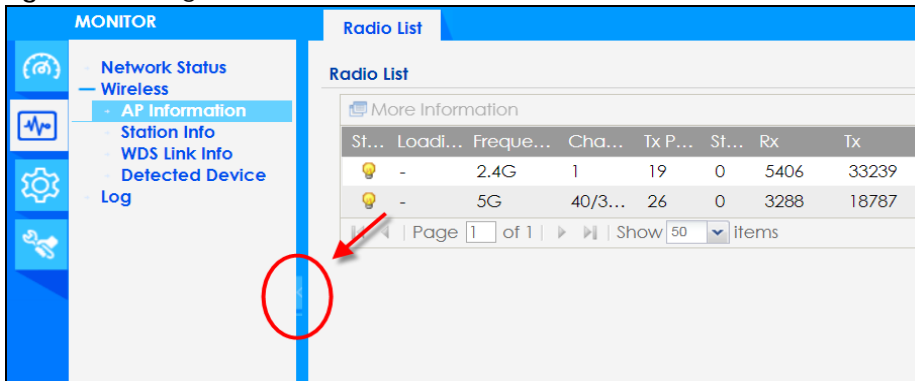 MONITOR
Network Status
Wireless
AP Information
Station Info
WDS Link Info
Detected Device
Log
Radio List
Radio List
More Information
St... Loadi... Freque... Cha... Tx P... St... Rx Tx
- 2.4G 1 19 0 5406 33239
- 5G 40/3... 26 0 3288 18787
Page 1 of 1 Show 50 items